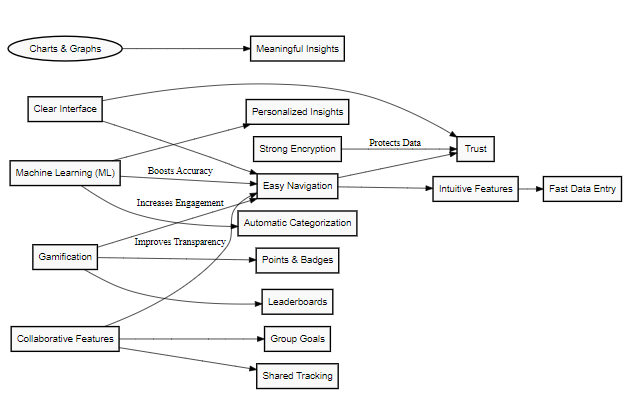 Charts & Graphs
Meaningful Insights
Clear Interface
Personalized Insights
Strong Encryption
Protects Data
Trust
Machine Learning (ML)
Boosts Accuracy
Easy Navigation
Intuitive Features
Fast Data Entry
Increases Engagement
Automatic Categorization
Improves Transparency
Gamification
Points & Badges
Leaderboards
Collaborative Features
Group Goals
Shared Tracking